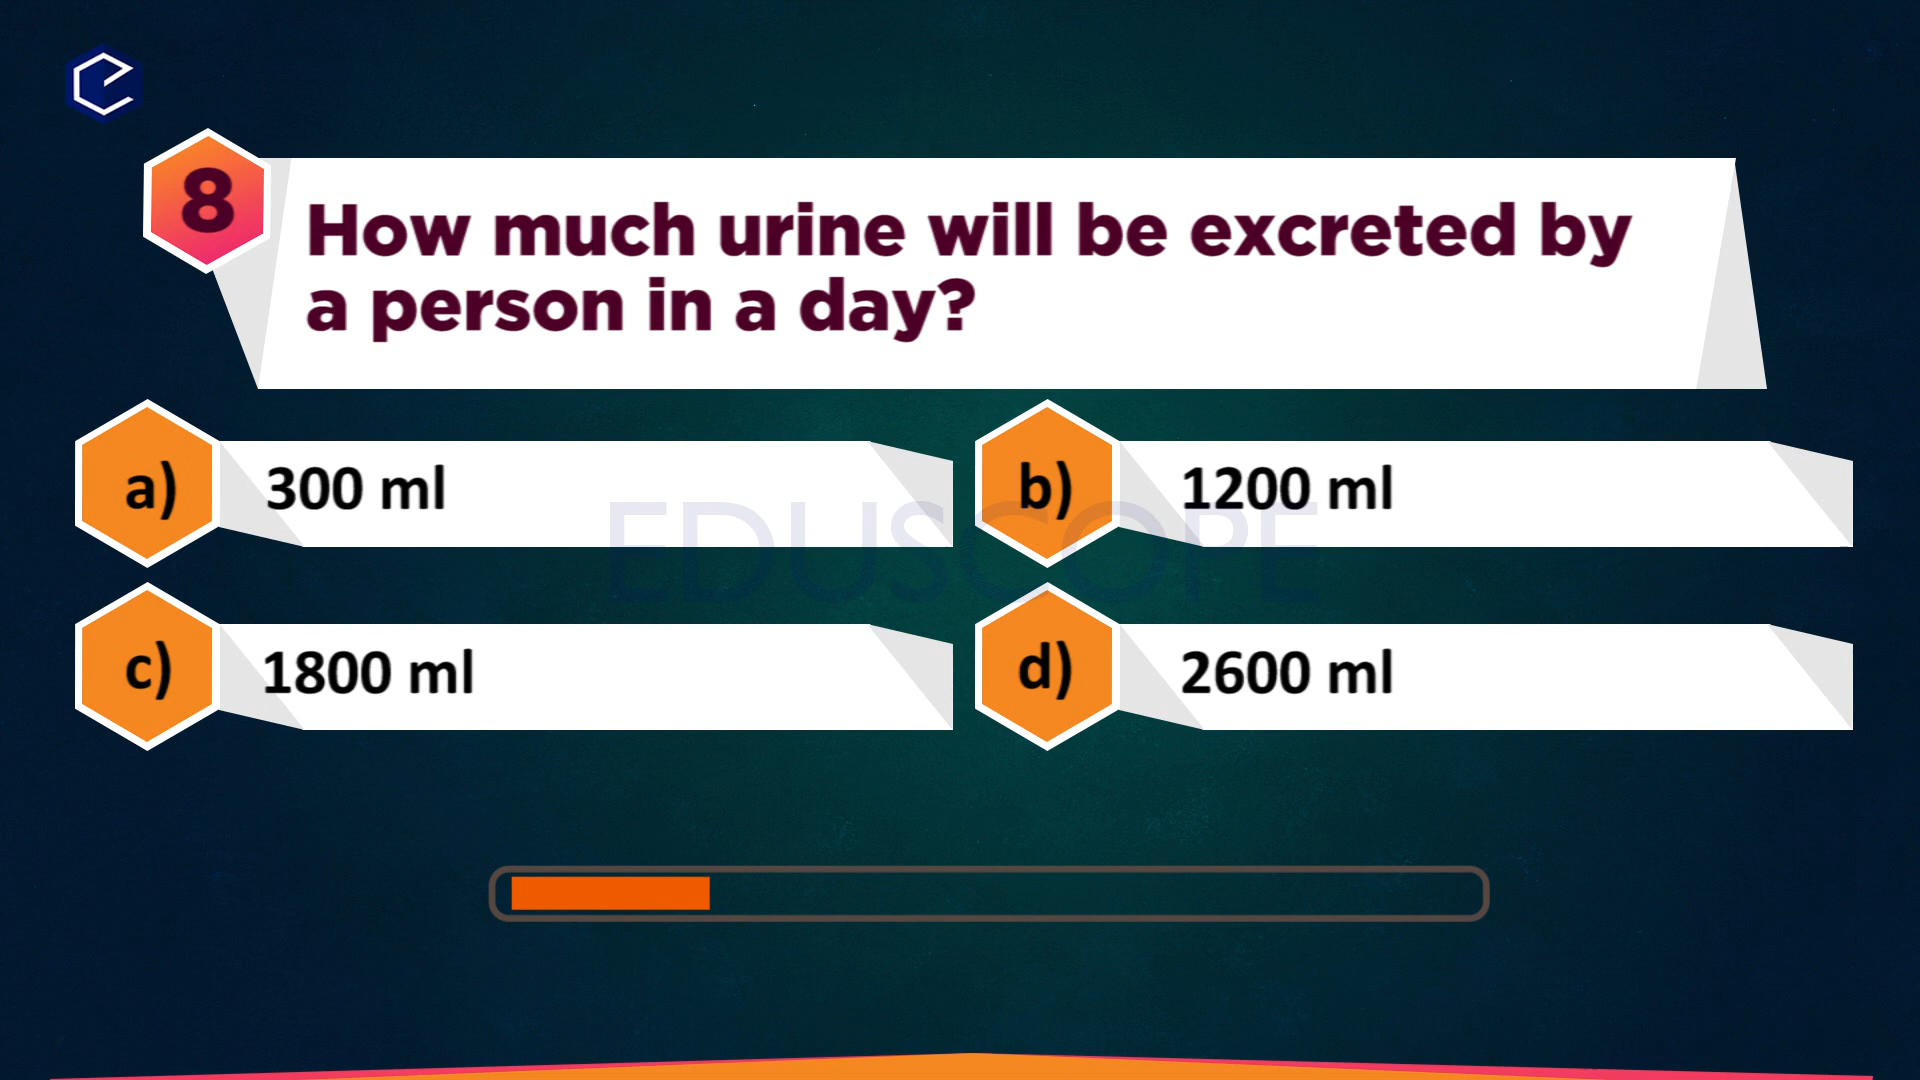 8
How much urine will be excreted by
a person in a day?
a) 300 ml
b) 1200 ml
c) 1800 ml
d) 2600 ml
EDUSCOPE